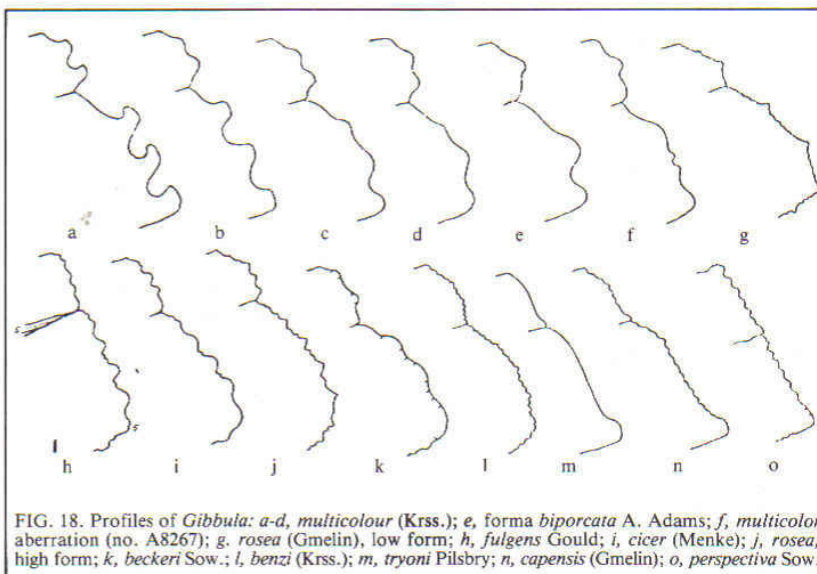 a b c d e f g
h i j k l m n o
FIG. 18. Profiles of Gibbula: a-d, multicolour (Krss.); e, forma biporcata A. Adams; f, multicolor
aberration (no. A8267); g. rosea (Gmelin), low form; h, fulgens Gould; i, cicer (Menke); j, rosea,
high form; k, beckeri Sow.; l, benzi (Krss.); m, tryoni Pilsbry; n, capensis (Gmelin); o, perspectiva Sow.